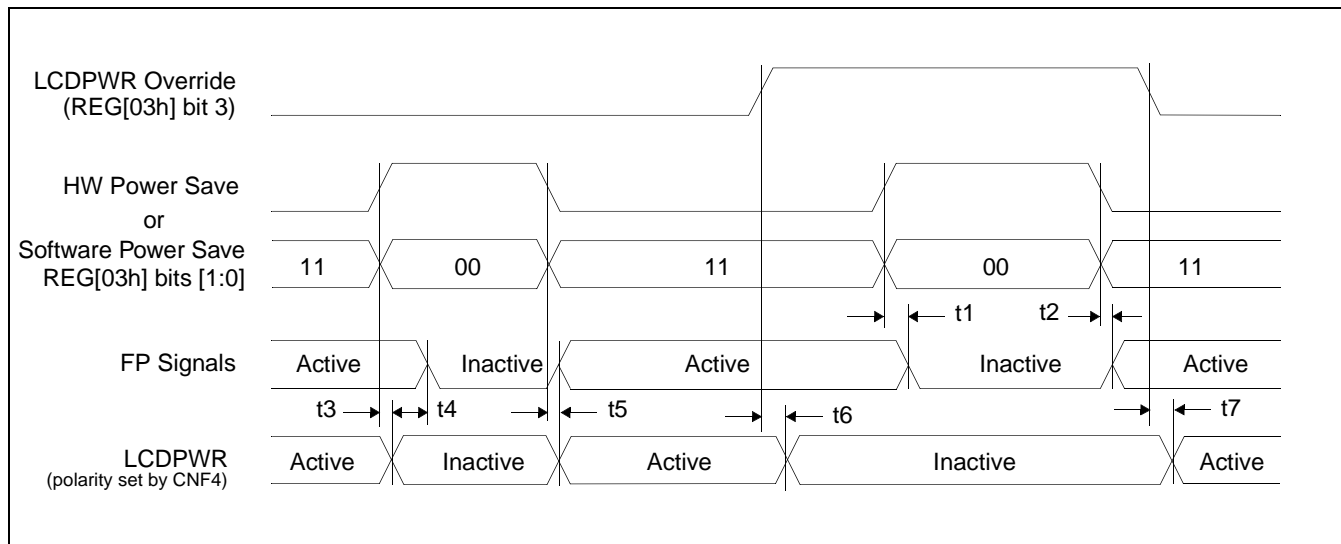 LCDPWR Override
(REG[03h] bit 3)
HW Power Save
or
Software Power Save
REG[03h] bits [1:0]
11 00 11 00 11
t1 t2
FP Signals
Active Inactive Active Inactive Active
t3 t4 t5 t6 t7
LCDPWR
(polarity set by CNF4)
Active Inactive Active Inactive Active